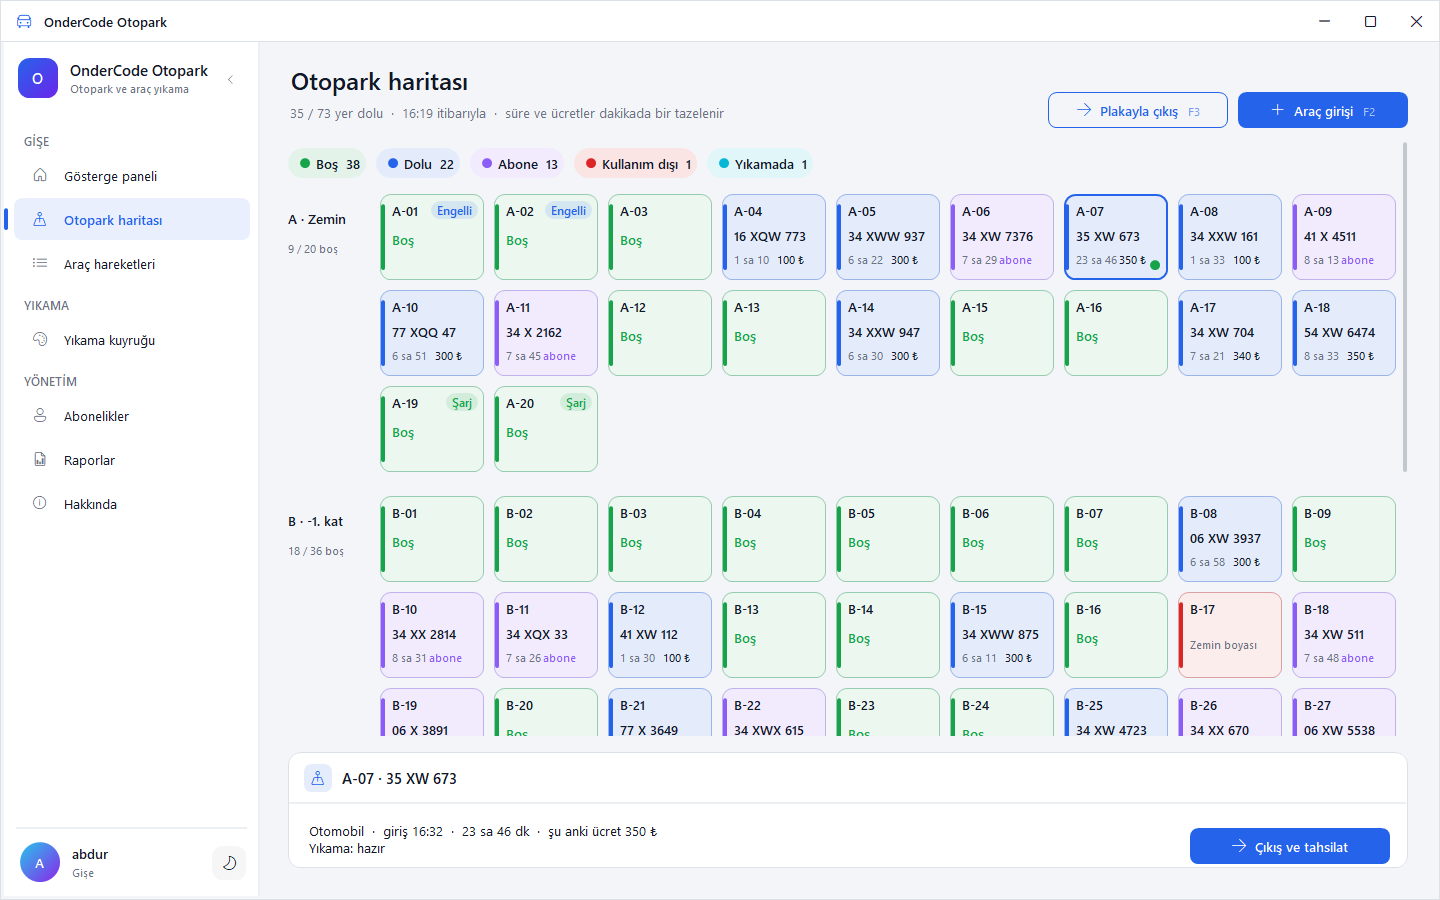 OnderCode Otopark
O
OnderCode Otopark
Otopark ve araç yıkama
GİŞE
Gösterge paneli
Otopark haritası
Araç hareketleri
YIKAMA
Yıkama kuyruğu
YÖNETİM
Abonelikler
Raporlar
Hakkında
A
abdur
Gişe
Otopark haritası
35 / 73 yer dolu · 16:19 itibarıyla · süre ve ücretler dakikada bir tazelenir
Plakayla çıkış F3
Araç girişi F2
Boş 38
Dolu 22
Abone 13
Kullanım dışı 1
Yıkamada 1
A · Zemin
9 / 20 boş
A-01 Engelli
Boş
A-02 Engelli
Boş
A-03
Boş
A-04
16 XQW 773
1 sa 10 100 ₺
A-05
34 XWW 937
6 sa 22 300 ₺
A-06
34 XW 7376
7 sa 29 abone
A-07
35 XW 673
23 sa 46 350 ₺
A-08
34 XXW 161
1 sa 33 100 ₺
A-09
41 X 4511
8 sa 13 abone
A-10
77 XQQ 47
6 sa 51 300 ₺
A-11
34 X 2162
7 sa 45 abone
A-12
Boş
A-13
Boş
A-14
34 XXW 947
6 sa 30 300 ₺
A-15
Boş
A-16
Boş
A-17
34 XW 704
7 sa 21 340 ₺
A-18
54 XW 6474
8 sa 33 350 ₺
A-19 Şarj
Boş
A-20 Şarj
Boş
B · -1. kat
18 / 36 boş
B-01
Boş
B-02
Boş
B-03
Boş
B-04
Boş
B-05
Boş
B-06
Boş
B-07
Boş
B-08
06 XW 3937
6 sa 58 300 ₺
B-09
Boş
B-10
34 XX 2814
8 sa 31 abone
B-11
34 XQX 33
7 sa 26 abone
B-12
41 XW 112
1 sa 30 100 ₺
B-13
Boş
B-14
Boş
B-15
34 XWW 875
6 sa 11 300 ₺
B-16
Boş
B-17
Zemin boyası
B-18
34 XW 511
7 sa 48 abone
B-19
06 X 3891
B-20
Boş
B-21
77 X 3649
B-22
34 XWX 615
B-23
Boş
B-24
Boş
B-25
34 XW 4723
B-26
34 XX 670
B-27
06 XW 5538
A-07 · 35 XW 673
Otomobil · giriş 16:32 · 23 sa 46 dk · şu anki ücret 350 ₺
Yıkama: hazır
Çıkış ve tahsilat